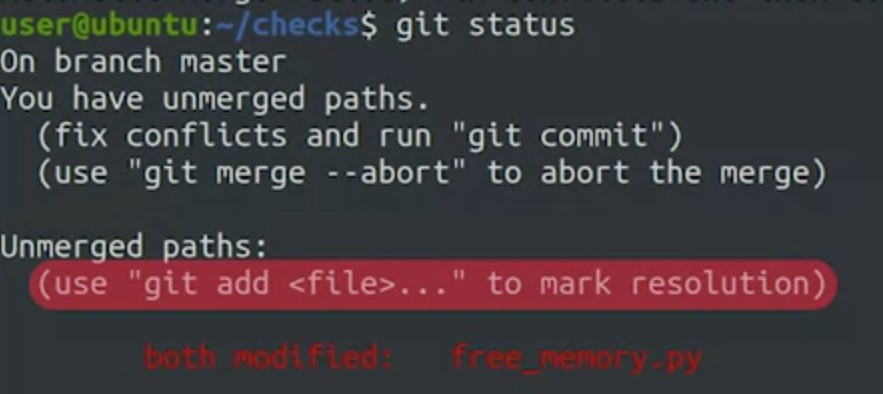 user@ubuntu:~/checks$ git status
On branch master
You have unmerged paths.
(fix conflicts and run "git commit")
(use "git merge --abort" to abort the merge)
Unmerged paths:
(use "git add <file>..." to mark resolution)
both modified: free_memory.py